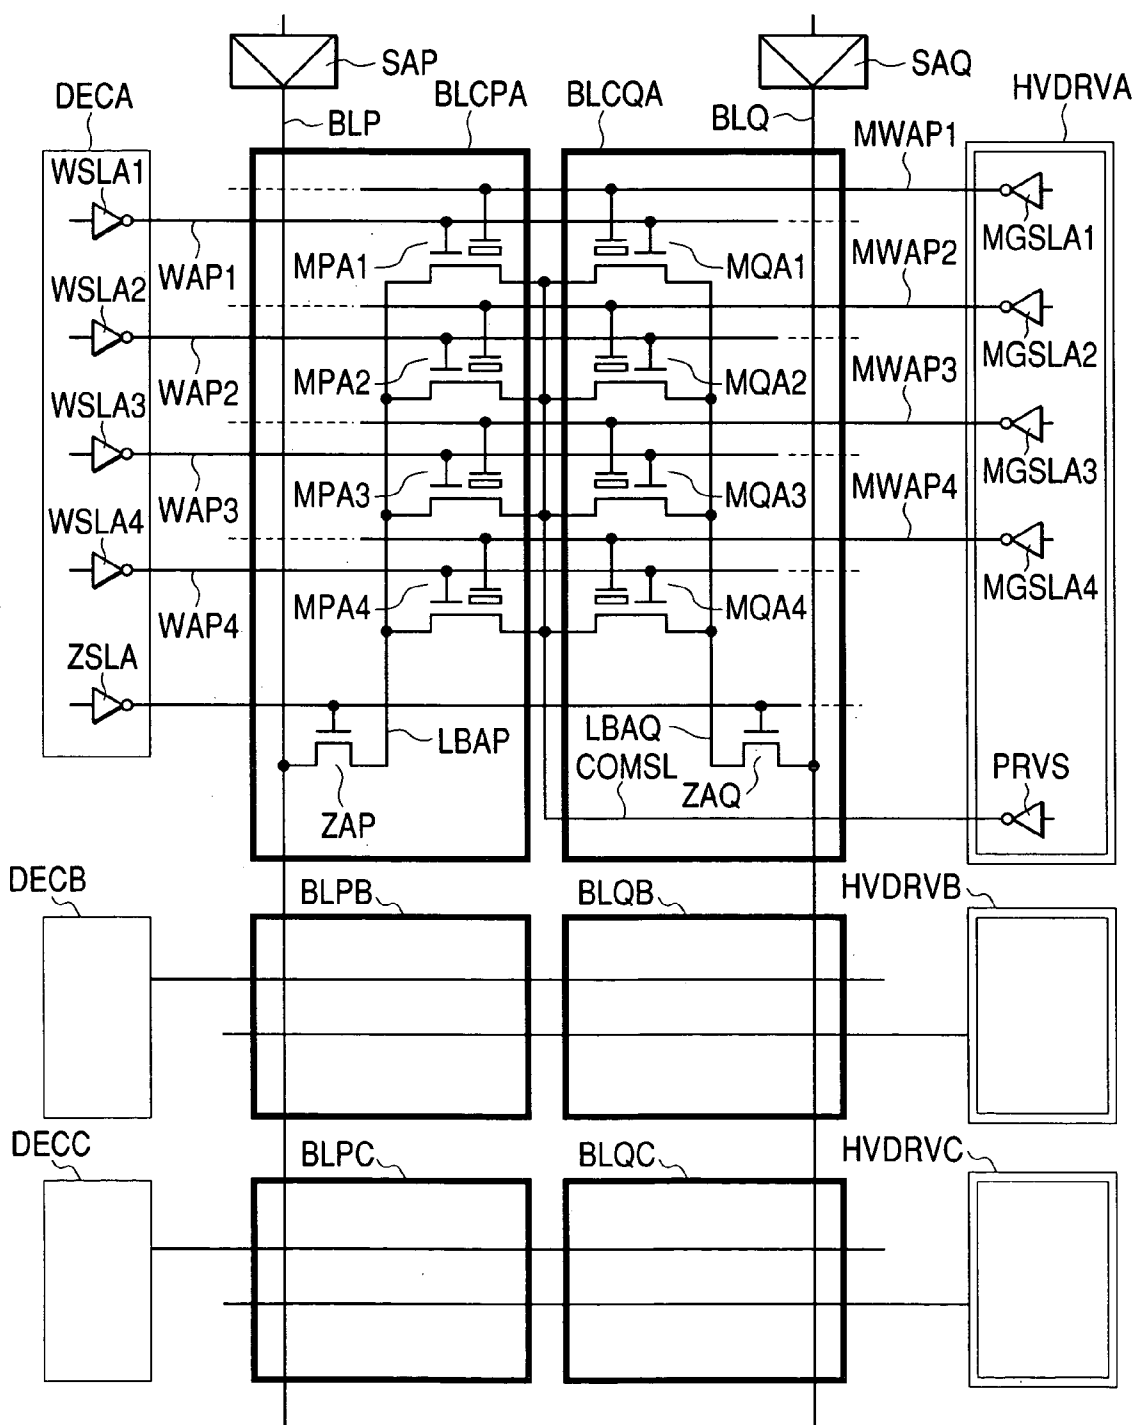 SAP
SAQ
DECA
BLCPA
BLCQA
HVDRVA
BLP
BLQ
MWAP1
WSLA1
MGSLA1
WAP1
MPA1
MQA1
MWAP2
WSLA2
MGSLA2
WAP2
MPA2
MQA2
MWAP3
WSLA3
MGSLA3
WAP3
MPA3
MQA3
MWAP4
WSLA4
MGSLA4
WAP4
MPA4
MQA4
ZSLA
LBAP
LBAQ
COMSL
PRVS
ZAP
ZAQ
DECB
BLPB
BLQB
HVDRVB
DECC
BLPC
BLQC
HVDRVC